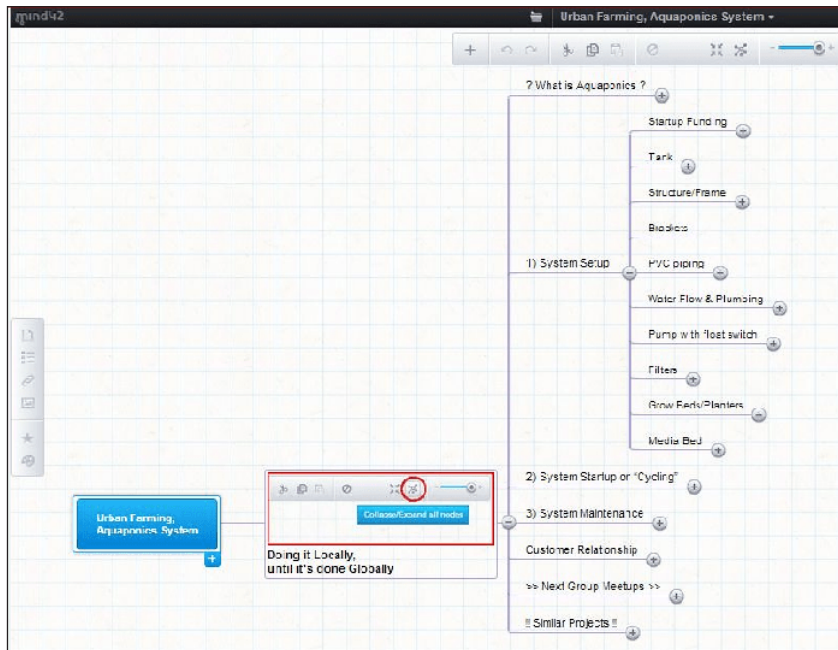 mind42
Urban Farming, Aquaponics System
? What is Aquaponics ?
Startup Funding
Tank
Structure/Frame
Brackets
1) System Setup
PVC piping
Water Flow & Plumbing
Pump with float switch
Filters
Grow Beds/Planters
Media Bed
2) System Startup or "Cycling"
Collapse/Expand all nodes
3) System Maintenance
Urban Farming,
Aquaponics System
Doing it Locally,
until it's done Globally
Customer Relationship
>> Next Group Meetups >>
!! Similar Projects !!